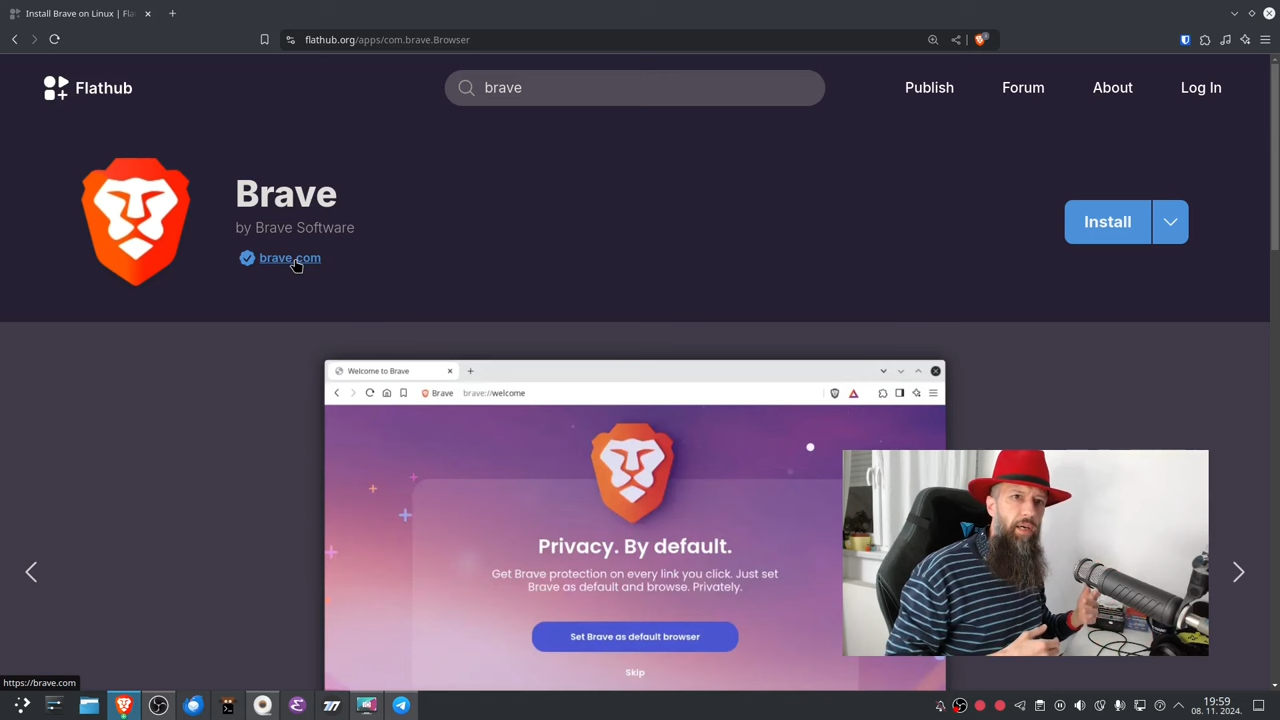 Install Brave on Linux | Fla
flathub.org/apps/com.brave.Browser
Flathub
brave
Publish
Forum
About
Log In
Brave
by Brave Software
brave.com
Install
Welcome to Brave
Brave
brave://welcome
Privacy. By default.
Get Brave protection on every link you click. Just set
Brave as default and browse. Privately.
Set Brave as default browser
Skip
https://brave.com
19:59
08. 11. 2024.